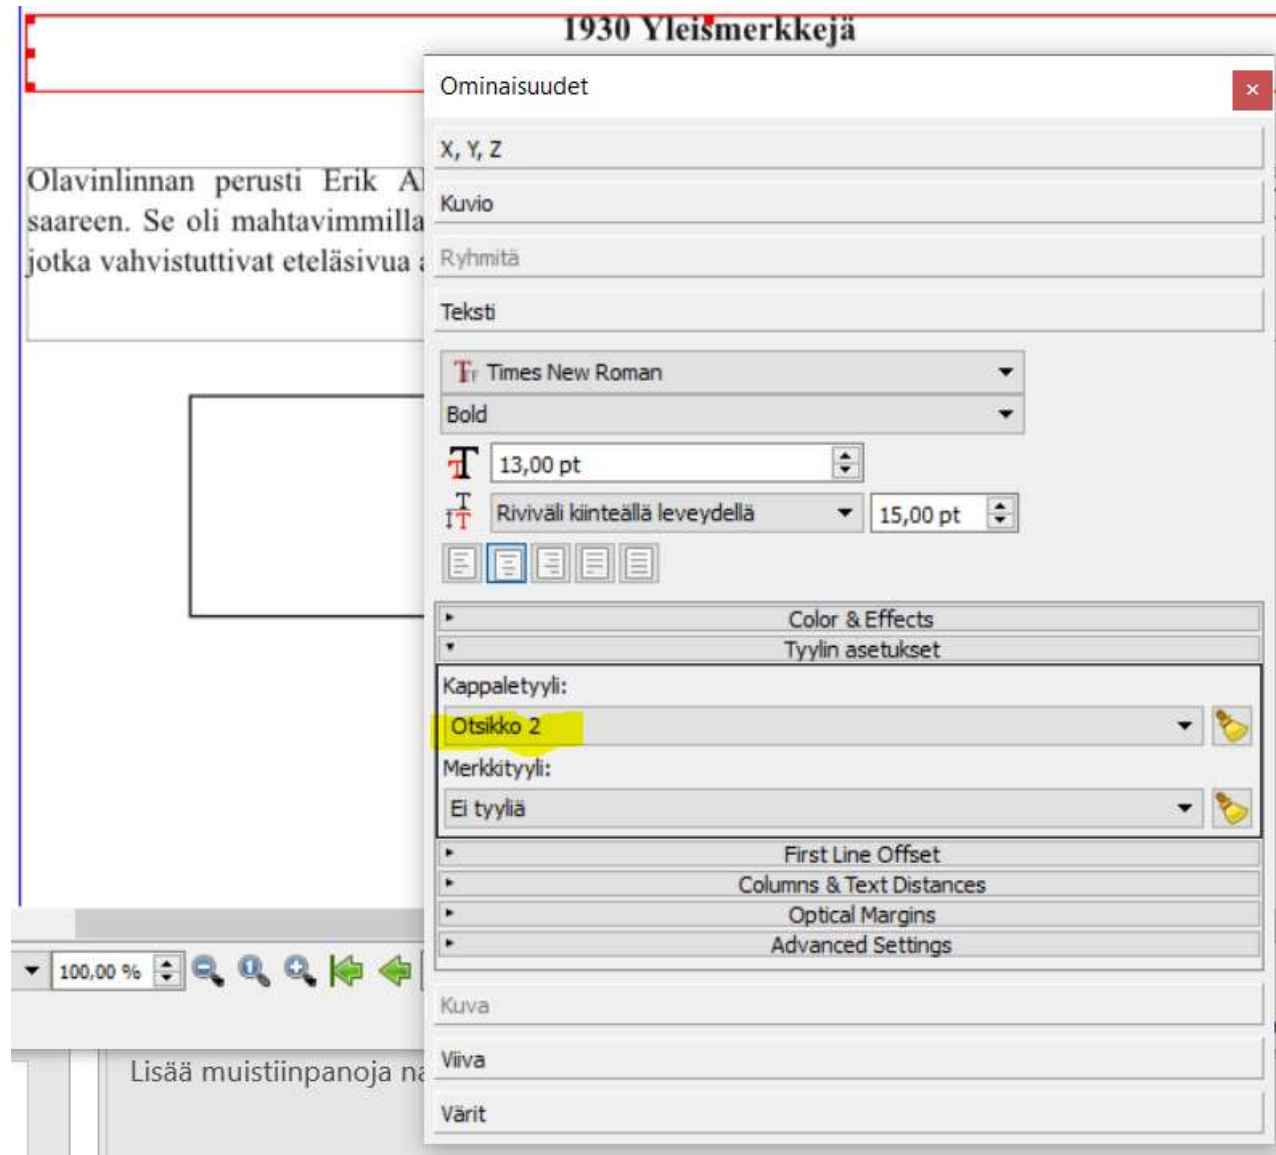 1930 Yleismerkkejä
Ominaisuudet
X, Y, Z
Olavinlinnan perusti Erik
saareen. Se oli
jotka vahvistuttivat eteläsivua
Kuvio
Ryhmitä
Teksti
Times New Roman
Bold
13,00 pt
Riviväli kiinteällä leveydellä 15,00 pt
Color & Effects
Tyylin asetukset
Kappaletyyli:
Otsikko 2
Merkkityyli:
Ei tyyliä
First Line Offset
Columns & Text Distances
Optical Margins
Advanced Settings
100,00 %
Kuva
Lisää muistiinpanoja
Viiva
Värit